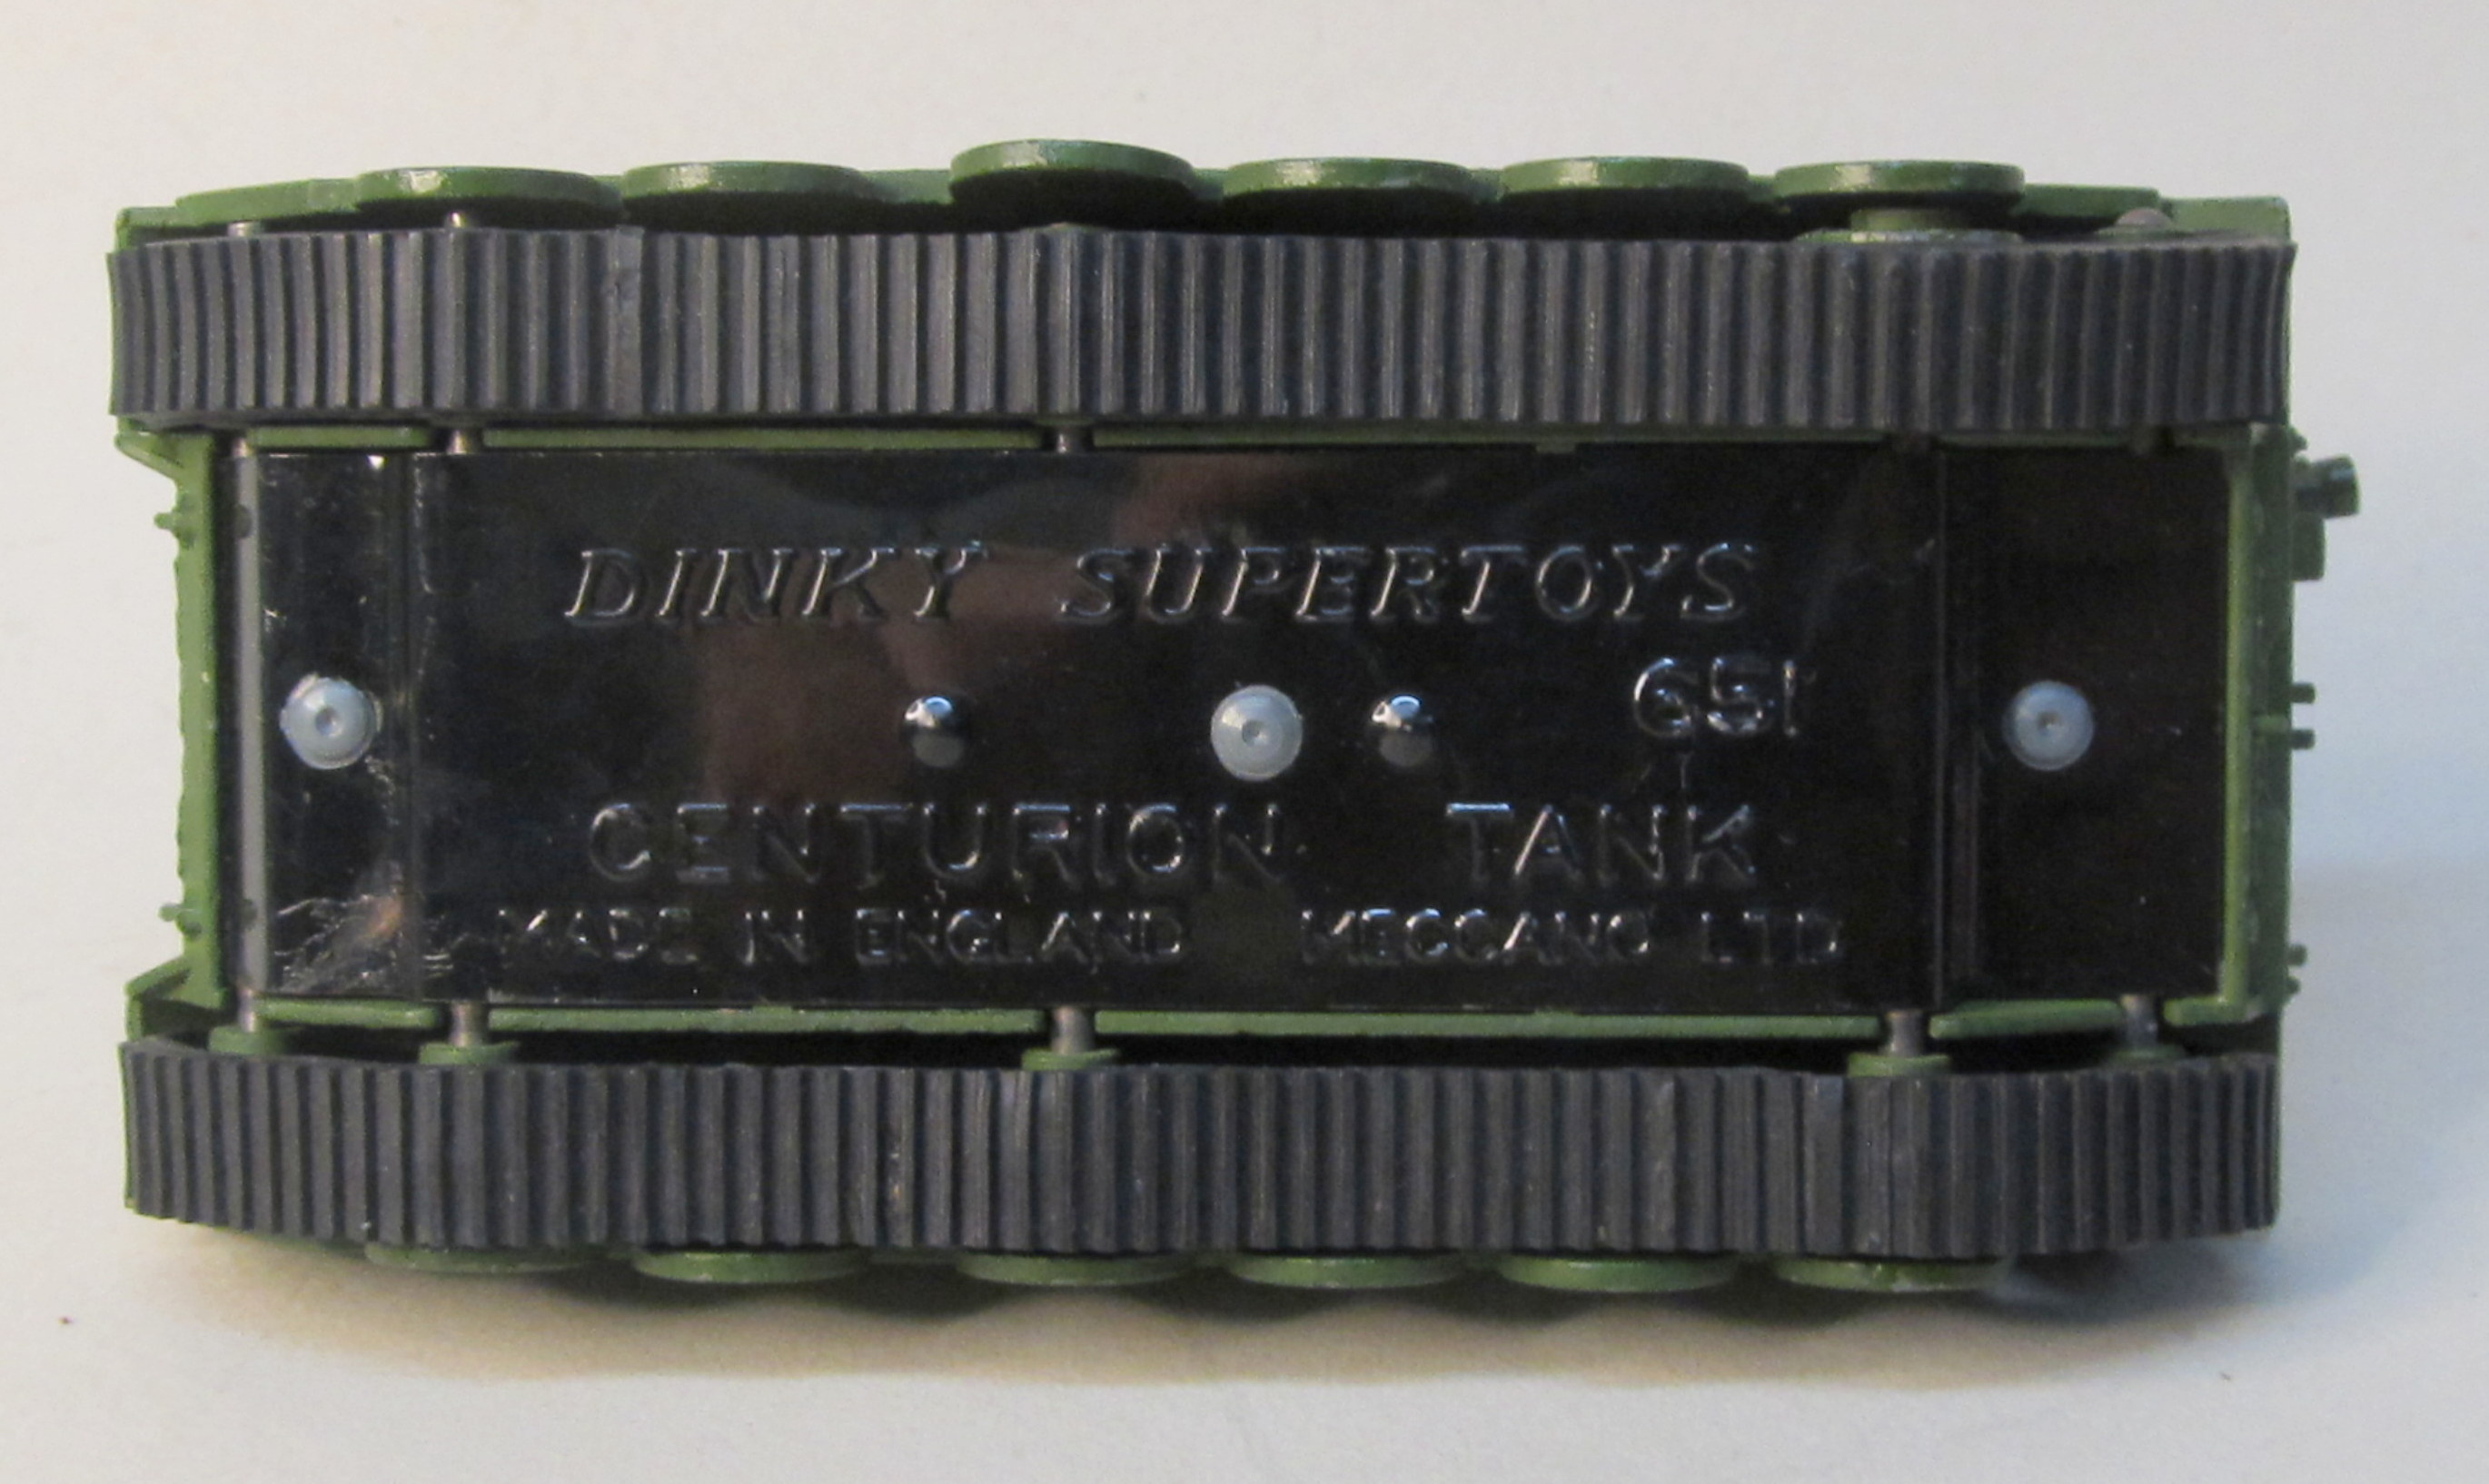 DINKY SUPERTOYS
651
CENTURION TANK
MADE IN ENGLAND MECCANO LTD